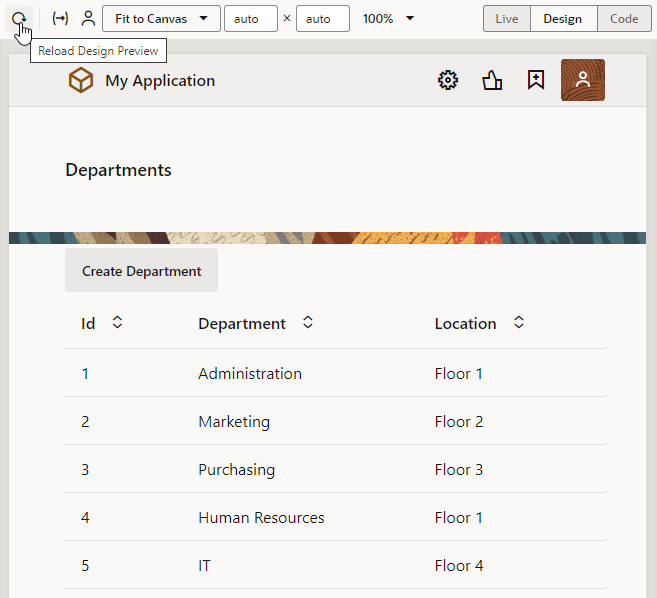 Fit to Canvas auto × auto 100% Live Design Code
Reload Design Preview
My Application
Departments
Create Department
Id Department Location
1 Administration Floor 1
2 Marketing Floor 2
3 Purchasing Floor 3
4 Human Resources Floor 1
5 IT Floor 4